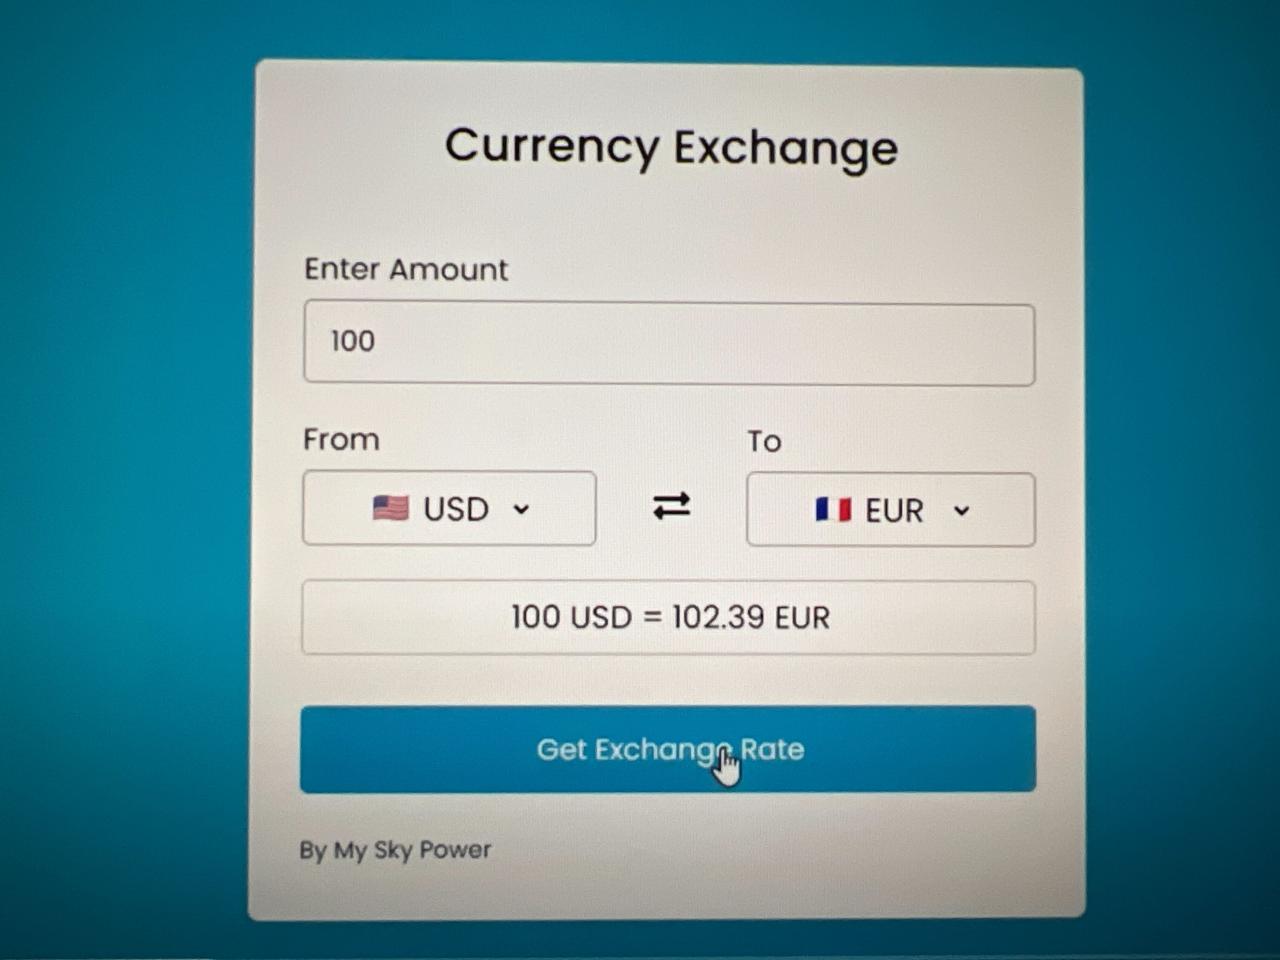 Currency Exchange
Enter Amount
100
From
To
USD
EUR
100 USD = 102.39 EUR
Get Exchange Rate
By My Sky Power